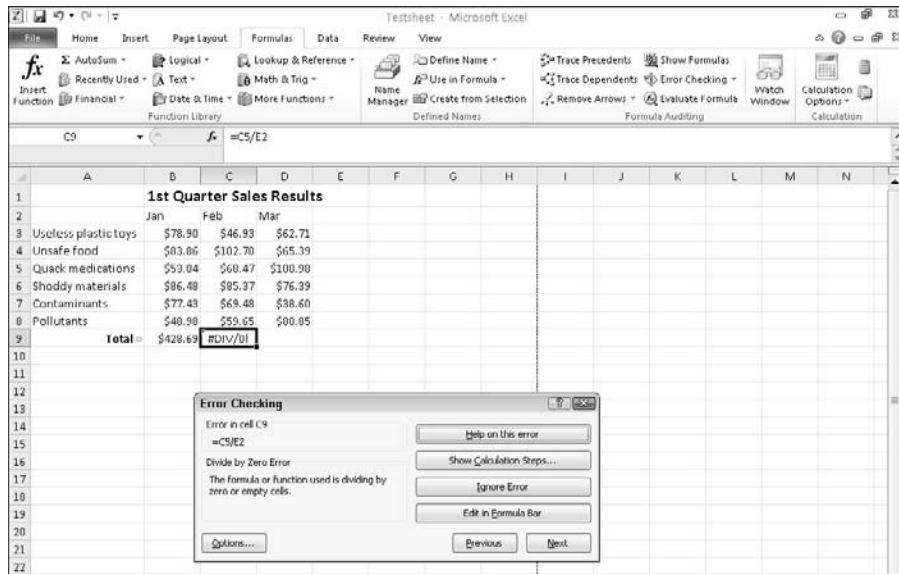 Testsheet - Microsoft Excel
File Home Insert Page Layout Formulas Data Review View
fx Insert Function
Σ AutoSum
Recently Used
Financial
Logical
Text
Date & Time
Lookup & Reference
Math & Trig
More Functions
Function Library
Name Manager
Define Name
Use in Formula
Create from Selection
Defined Names
Trace Precedents
Trace Dependents
Remove Arrows
Show Formulas
Error Checking
Evaluate Formula
Formula Auditing
Watch Window
Calculation Options
Calculation
C9 fx =C5/E2
A B C D E F G H I J K L M N
1 1st Quarter Sales Results
2 Jan Feb Mar
3 Useless plastic toys $78.90 $46.93 $62.71
4 Unsafe food $83.86 $102.70 $65.39
5 Quack medications $53.04 $68.47 $100.98
6 Shoddy materials $86.48 $85.37 $76.39
7 Contaminants $77.43 $69.48 $38.60
8 Pollutants $48.98 $59.65 $80.85
9 Total $428.69 #DIV/0!
10
11
12
13
14
15
16
17
18
19
20
21
22
Error Checking
Error in cell C9
=C5/E2
Divide by Zero Error
The formula or function used is dividing by
zero or empty cells.
Help on this error
Show Calculation Steps...
Ignore Error
Edit in Formula Bar
Options...
Previous
Next